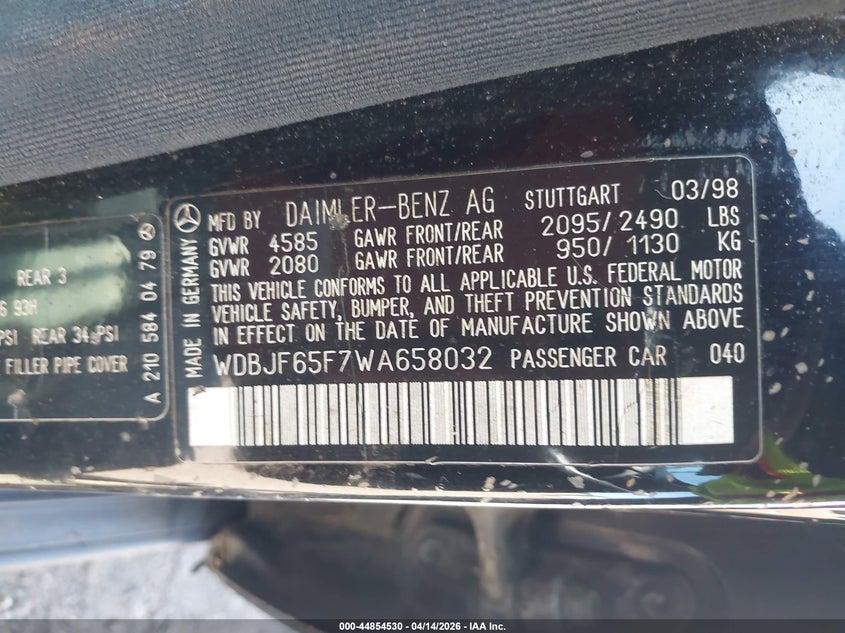 REAR 3
93H
PSI REAR 34 PSI
FILLER PIPE COVER
A 210 584 04 79
MADE IN GERMANY
MFD BY DAIMLER-BENZ AG STUTTGART 03/98
GVWR 4585 GAWR FRONT/REAR 2095/2490 LBS
GVWR 2080 GAWR FRONT/REAR 950/1130 KG
THIS VEHICLE CONFORMS TO ALL APPLICABLE U.S. FEDERAL MOTOR
VEHICLE SAFETY, BUMPER, AND THEFT PREVENTION STANDARDS
IN EFFECT ON THE DATE OF MANUFACTURE SHOWN ABOVE
WDBJF65F7WA658032 PASSENGER CAR 040
000-44854530 04/14/2026 - IAA Inc.